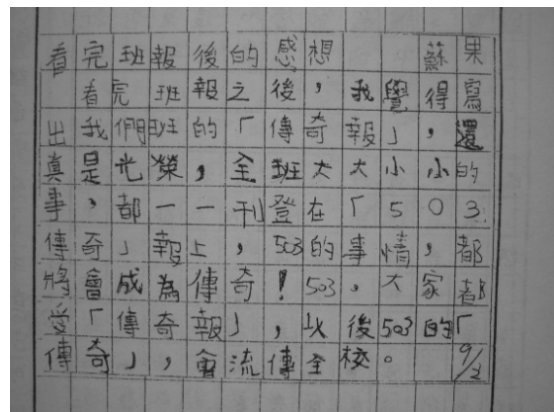 看完班報後的感想 蘇果
看完班報之後，我覺得寫
出我們班的「傳奇報」，還
真是光榮，全班大大小小的
事，都一一刊登在「503
傳奇」報上，503的事情，都
將會成為傳奇！503，大家都
愛「傳奇報」，以後503的「
傳奇」，會流傳全校。 9/2